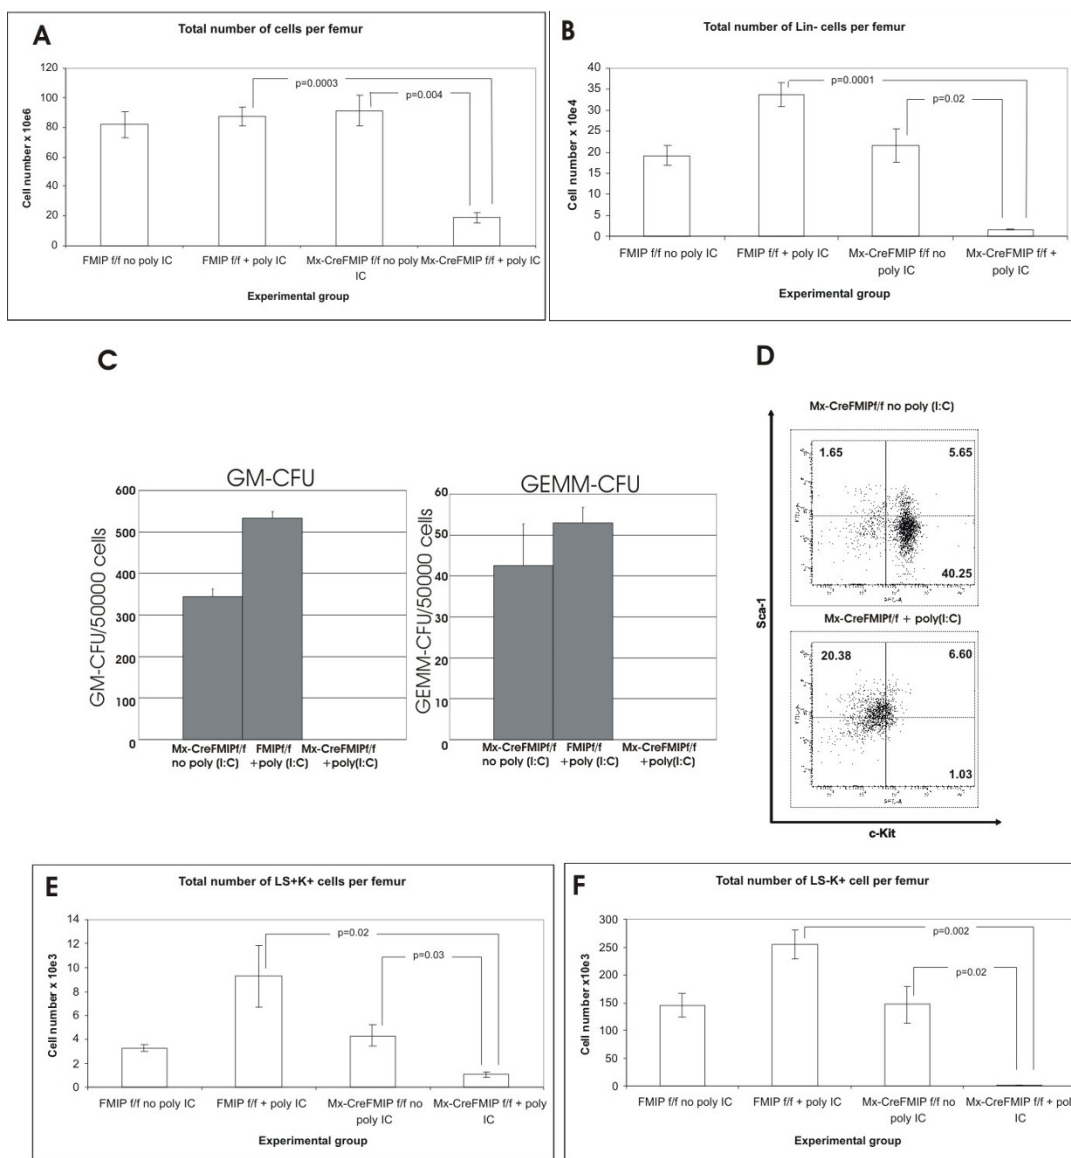 A
Total number of cells per femur
120
100
80
60
40
20
0
Cell number x 10e6
p=0.0003
p=0.004
FMIP f/f no poly IC
FMIP f/f + poly IC
Mx-CreFMIP f/f no poly IC
Mx-CreFMIP f/f + poly IC
Experimental group
B
Total number of Lin- cells per femur
40
35
30
25
20
15
10
5
0
Cell number x 10e4
p=0.0001
p=0.02
FMIP f/f no poly IC
FMIP f/f + poly IC
Mx-CreFMIP f/f no
poly IC
Mx-CreFMIP f/f +
poly IC
Experimental group
C
GM-CFU
600
500
400
300
200
100
0
GM-CFU/50000 cells
Mx-CreFMIPf/f
no poly (I:C)
FMIPf/f
+poly (I:C)
Mx-CreFMIPf/f
+poly(I:C)
GEMM-CFU
60
50
40
30
20
10
0
GEMM-CFU/50000 cells
Mx-CreFMIPf/f
no poly (I:C)
FMIPf/f
+poly (I:C)
Mx-CreFMIPf/f
+poly(I:C)
D
Mx-CreFMIPf/f no poly (I:C)
1.65
5.65
40.25
Mx-CreFMIPf/f + poly(I:C)
20.38
6.60
1.03
Sca-1
c-Kit
E
Total number of LS+K+ cells per femur
14
12
10
8
6
4
2
0
Cell number x10e3
p=0.02
p=0.03
FMIP f/f no poly IC
FMIP f/f + poly IC
Mx-CreFMIP f/f no
poly IC
Mx-CreFMIP f/f + poly
IC
Experimental group
F
Total number of LS-K+ cell per femur
300
250
200
150
100
50
0
Cell number x10e3
p=0.002
p=0.02
FMIP f/f no poly IC
FMIP f/f + poly IC
Mx-CreFMIP f/f no
poly IC
Mx-CreFMIP f/f + poly
IC
Experimental group